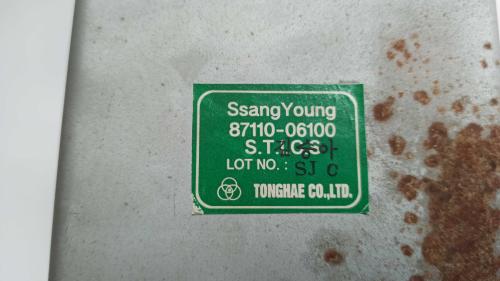 SsangYoung
87110-06100
S.T.I.C.S
LOT NO. : SJ C
TONGHAE CO.,LTD.